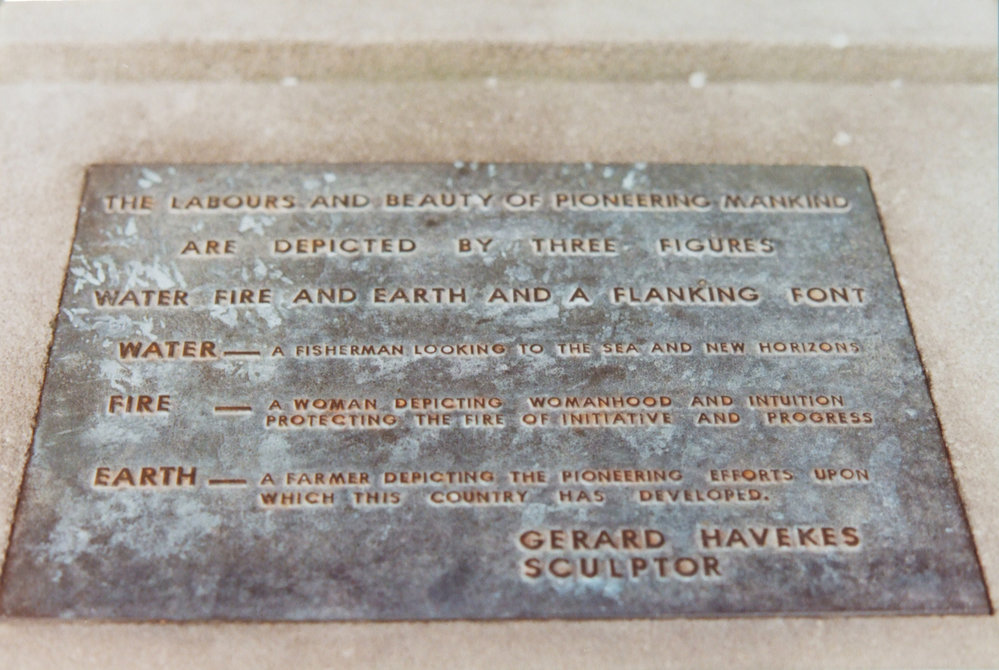 THE LABOURS AND BEAUTY OF PIONEERING MANKIND
ARE DEPICTED BY THREE FIGURES
WATER FIRE AND EARTH AND A FLANKING FONT
WATER — A FISHERMAN LOOKING TO THE SEA AND NEW HORIZONS
FIRE — A WOMAN DEPICTING WOMANHOOD AND INTUITION
PROTECTING THE FIRE OF INITIATIVE AND PROGRESS
EARTH — A FARMER DEPICTING THE PIONEERING EFFORTS UPON
WHICH THIS COUNTRY HAS DEVELOPED.
GERARD HAVEKES
SCULPTOR